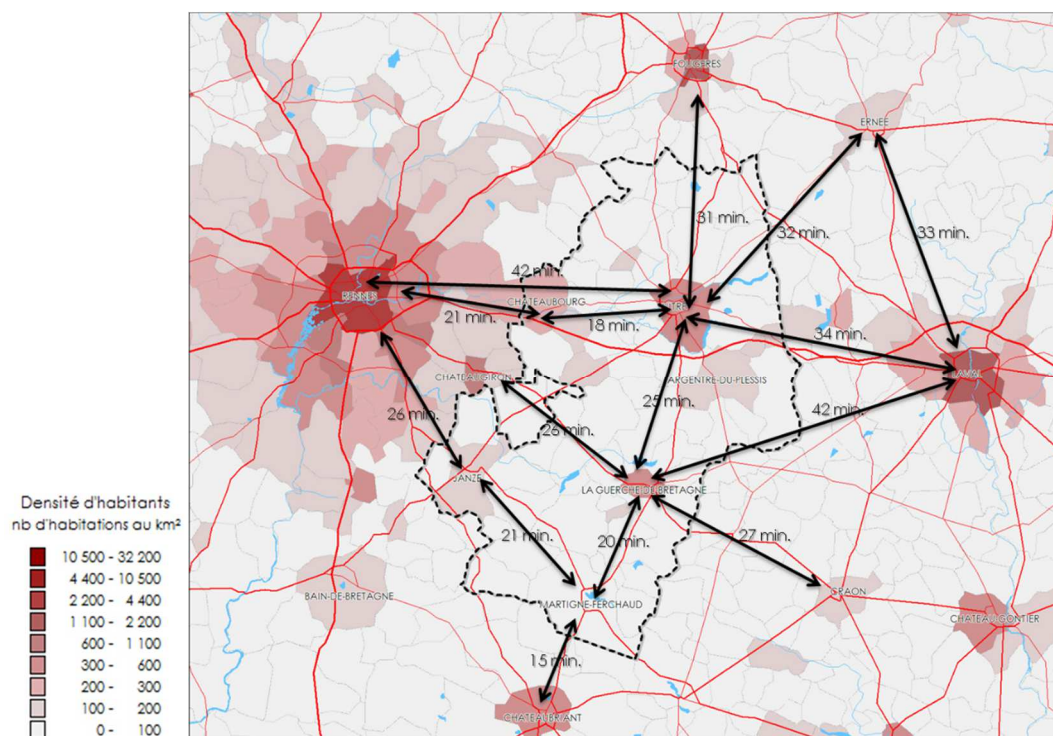 FOUGÈRES
ERNEE
31 min.
32 min.
33 min.
42 min.
RENNES
CHATEAUBOURG
VITRE
21 min.
18 min.
34 min.
LAVAL
CHATEAUGIRON
ARGENTRE-DU-PLESSIS
25 min.
26 min.
26 min.
42 min.
JANZE
LA GUERCHE-DE-BRETAGNE
21 min.
20 min.
27 min.
BAIN-DE-BRETAGNE
MARTIGNE-FERCHAUD
CRAON
CHATEAU-GONTIER
15 min.
CHATEAUBRIANT
Densité d'habitants
nb d'habitations au km²
10 500 - 32 200
4 400 - 10 500
2 200 - 4 400
1 100 - 2 200
600 - 1 100
300 - 600
200 - 300
100 - 200
0 - 100